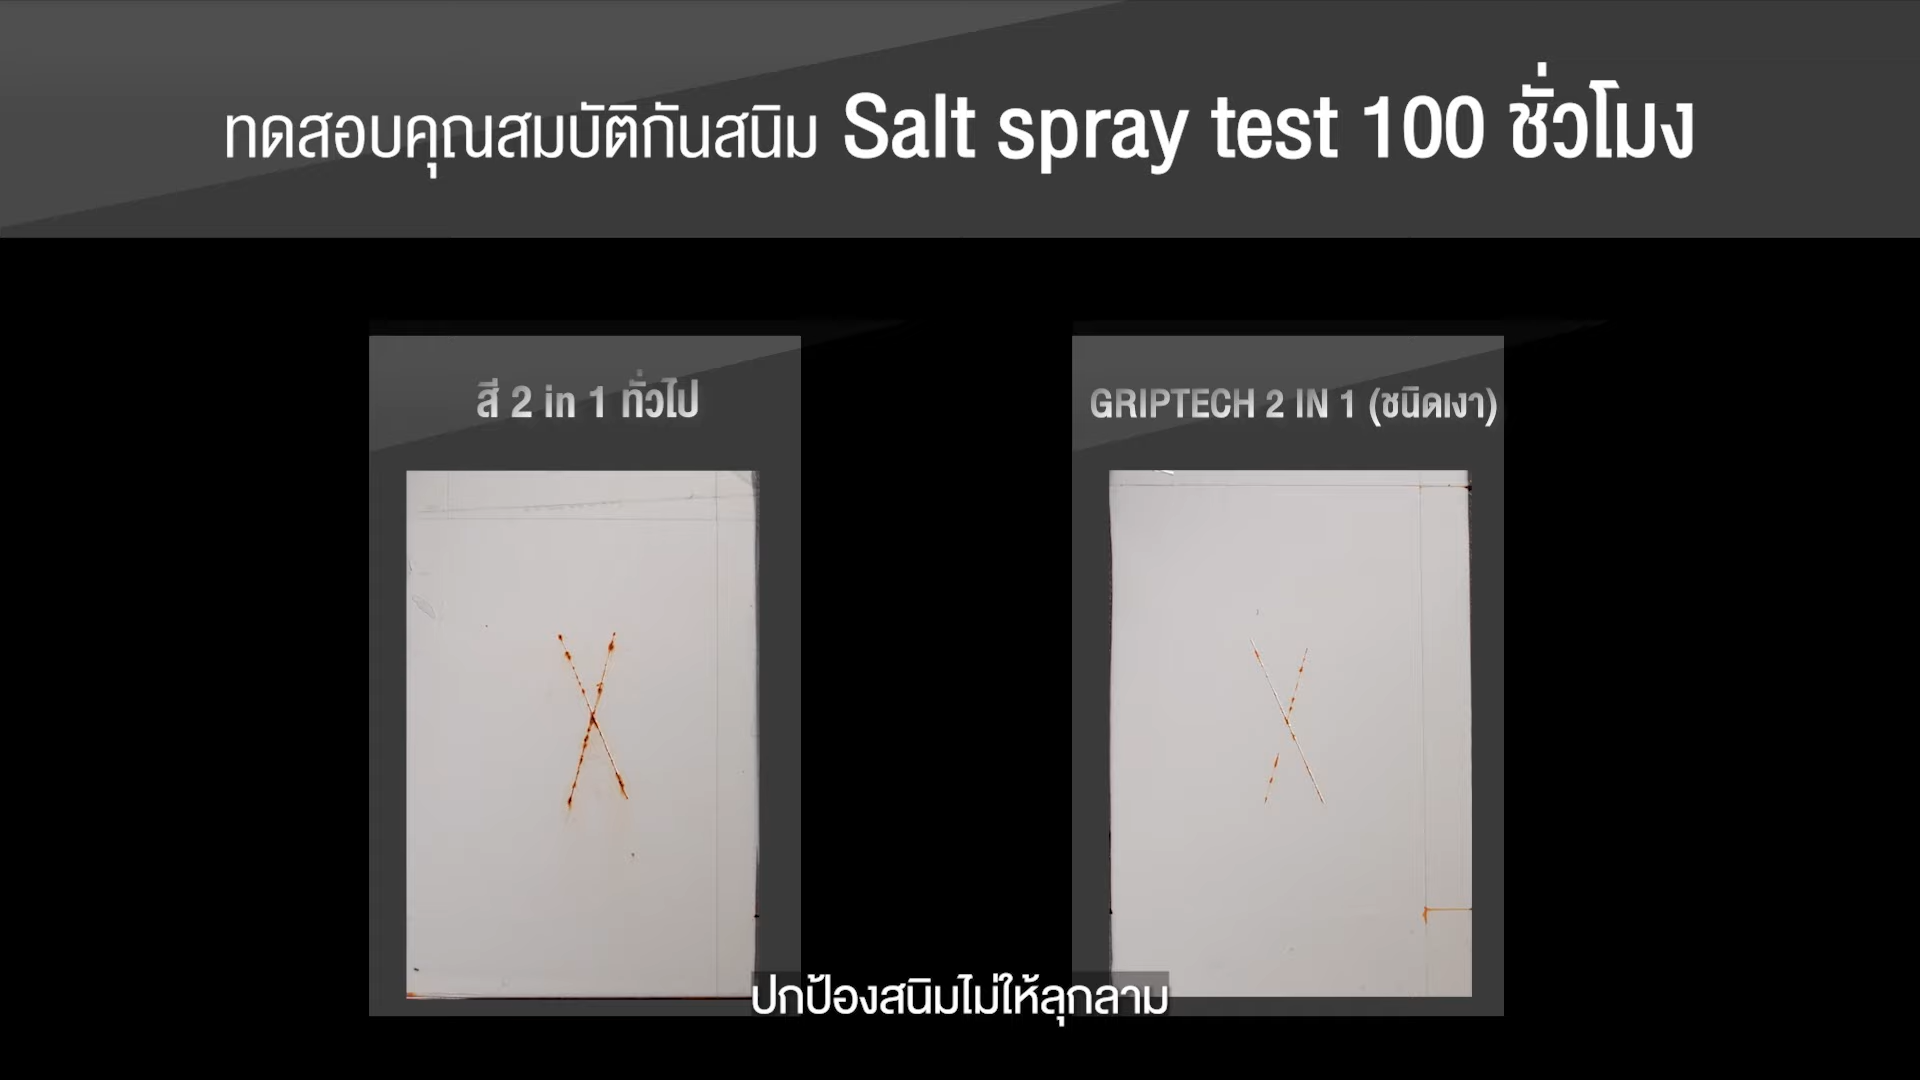 ทดสอบคุณสมบัติกันสนิม Salt spray test 100 ชั่วโมง
สี 2 in 1 ทั่วไป
GRIPTECH 2 IN 1 (ชนิดเงา)
ปกป้องสนิมไม่ให้ลุกลาม